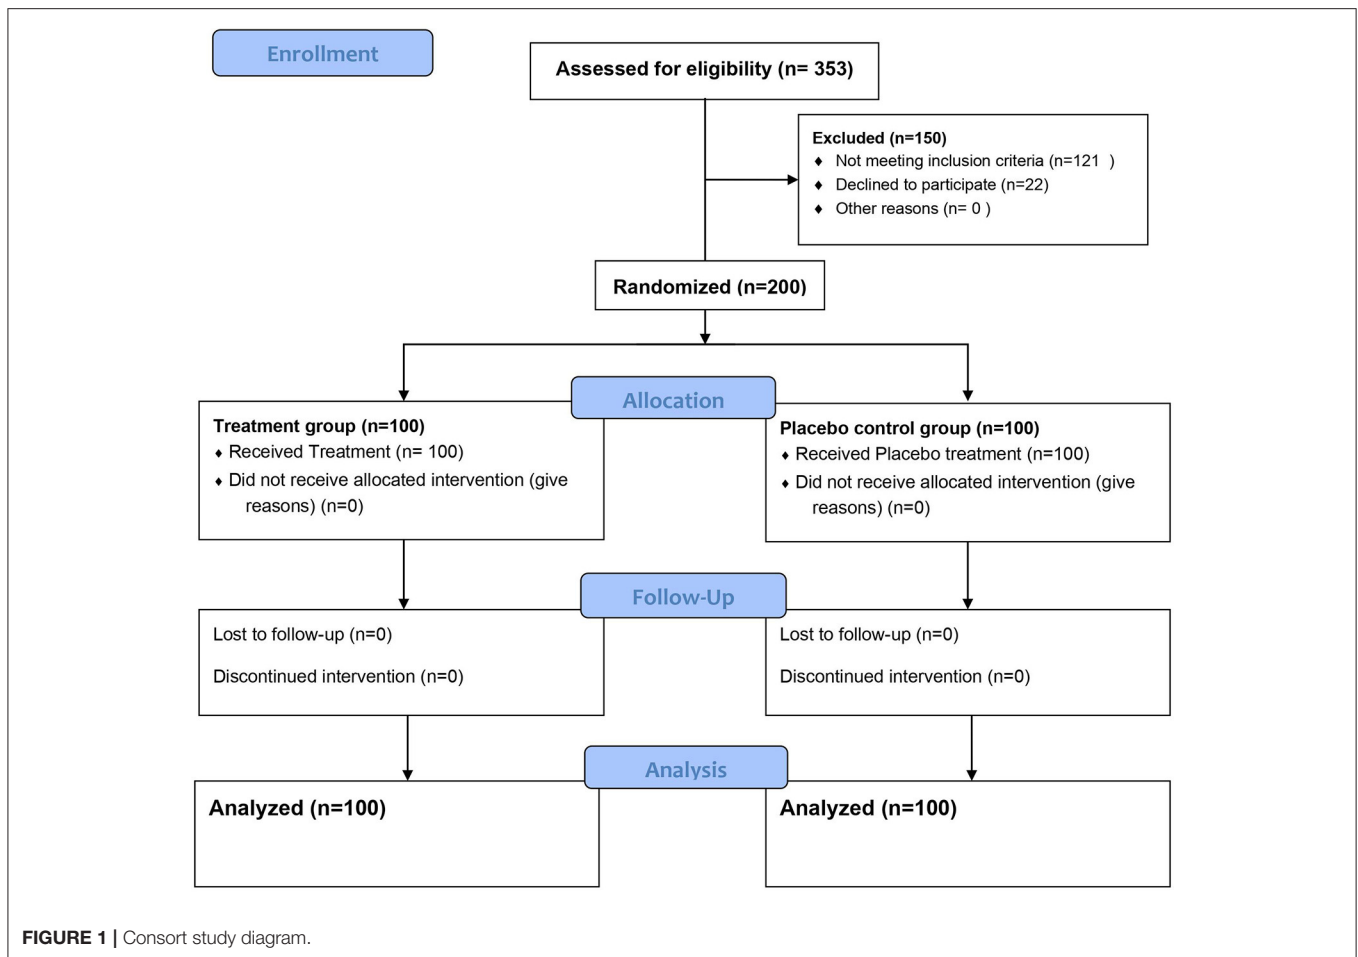 Enrollment
Assessed for eligibility (n= 353)
Excluded (n=150)
♦ Not meeting inclusion criteria (n=121 )
♦ Declined to participate (n=22)
♦ Other reasons (n= 0 )
Randomized (n=200)
Allocation
Treatment group (n=100)
♦ Received Treatment (n= 100)
♦ Did not receive allocated intervention (give
reasons) (n=0)
Placebo control group (n=100)
♦ Received Placebo treatment (n=100)
♦ Did not receive allocated intervention (give
reasons) (n=0)
Follow-Up
Lost to follow-up (n=0)
Discontinued intervention (n=0)
Lost to follow-up (n=0)
Discontinued intervention (n=0)
Analysis
Analyzed (n=100)
Analyzed (n=100)
FIGURE 1 | Consort study diagram.